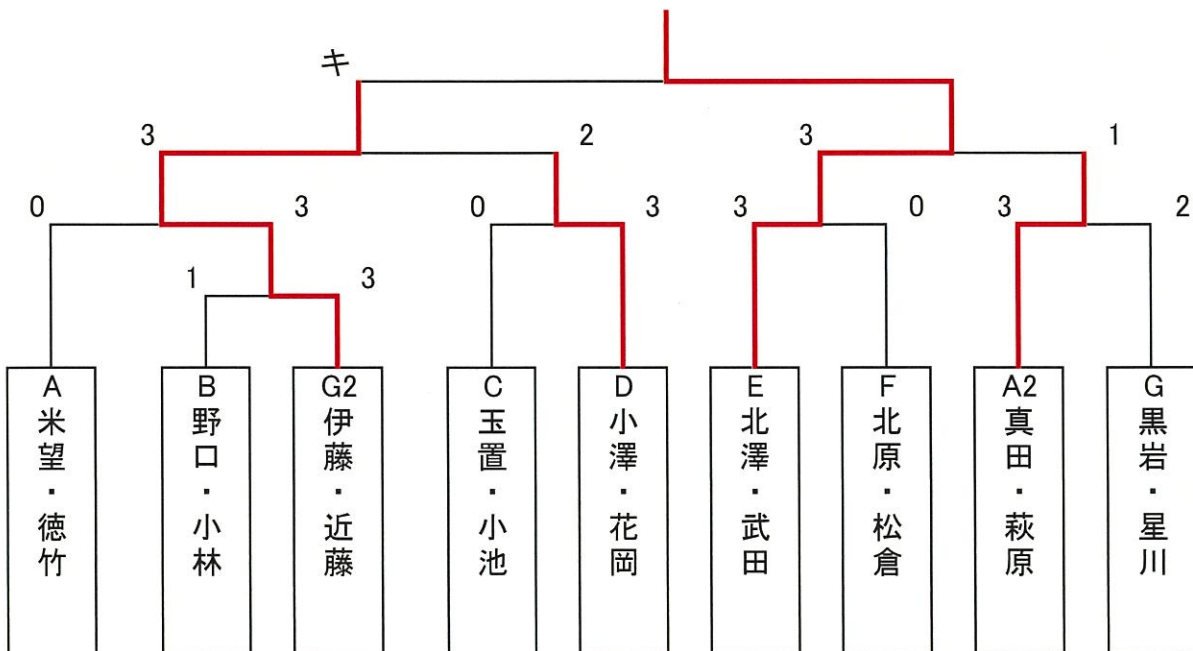 キ
3
2
3
1
0
3
0
3
3
0
3
2
1
3
A 米望・徳竹
B 野口・小林
G2 伊藤・近藤
C 玉置・小池
D 小澤・花岡
E 北澤・武田
F 北原・松倉
A2 真田・萩原
G 黒岩・星川